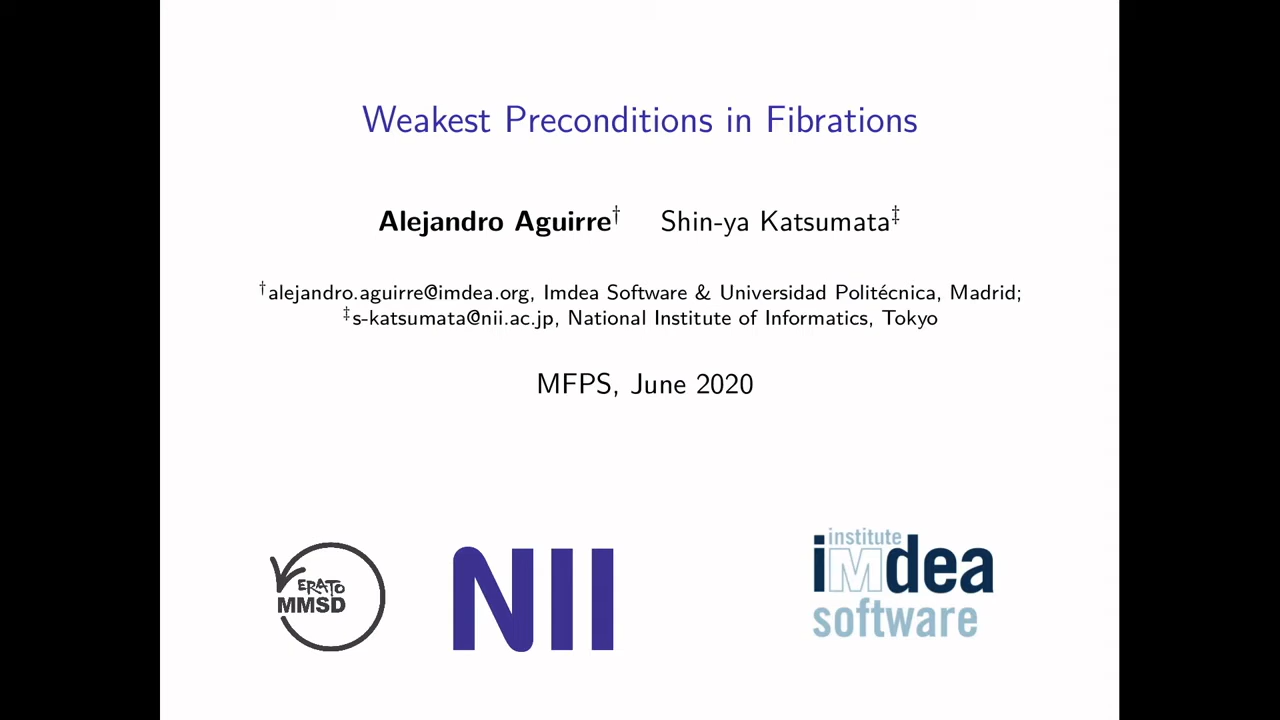 Weakest Preconditions in Fibrations
Alejandro Aguirre† Shin-ya Katsumata‡
†alejandro.aguirre@imdea.org, Imdea Software & Universidad Politécnica, Madrid;
‡s-katsumata@nii.ac.jp, National Institute of Informatics, Tokyo
MFPS, June 2020
ERATO
MMSD
NII
institute
imdea
software